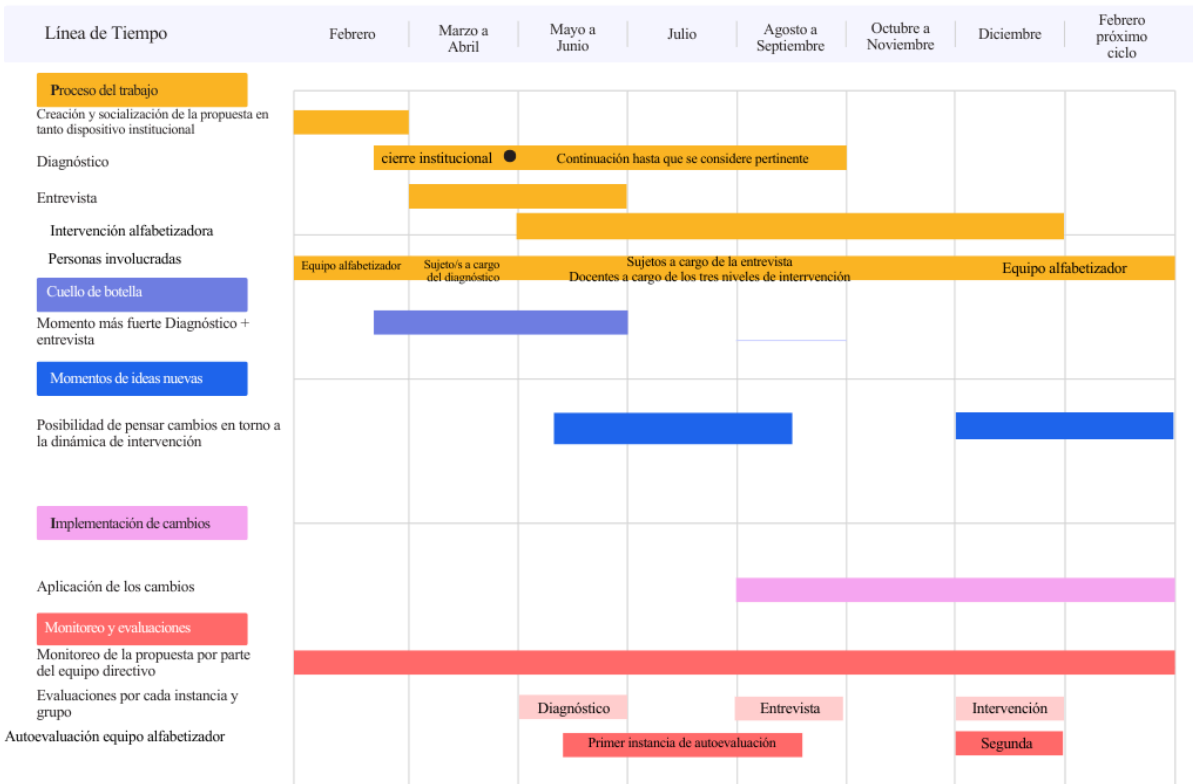 Línea de Tiempo
Febrero
Marzo a
Abril
Mayo a
Junio
Julio
Agosto a
Septiembre
Octubre a
Noviembre
Diciembre
Febrero
próximo
ciclo
Proceso del trabajo
Creación y socialización de la propuesta en
tanto dispositivo institucional
Diagnóstico
cierre institucional
Continuación hasta que se considere pertinente
Entrevista
Intervención alfabetizadora
Personas involucradas
Equipo alfabetizador
Sujeto/s a cargo
del diagnóstico
Sujetos a cargo de la entrevista
Docentes a cargo de los tres niveles de interrvención
Equipo alfabetizador
Cuello de botella
Momento más fuerte Diagnóstico +
entrevista
Momentos de ideas nuevas
Posibilidad de pensar cambios en torno a
la dinámica de intervención
Implementación de cambios
Aplicación de los cambios
Monitoreo y evaluaciones
Monitoreo de la propuesta por parte
del equipo directivo
Evaluaciones por cada instancia y
grupo
Diagnóstico
Entrevista
Intervención
Autoevaluación equipo alfabetizador
Primer instancia de autoevaluación
Segunda